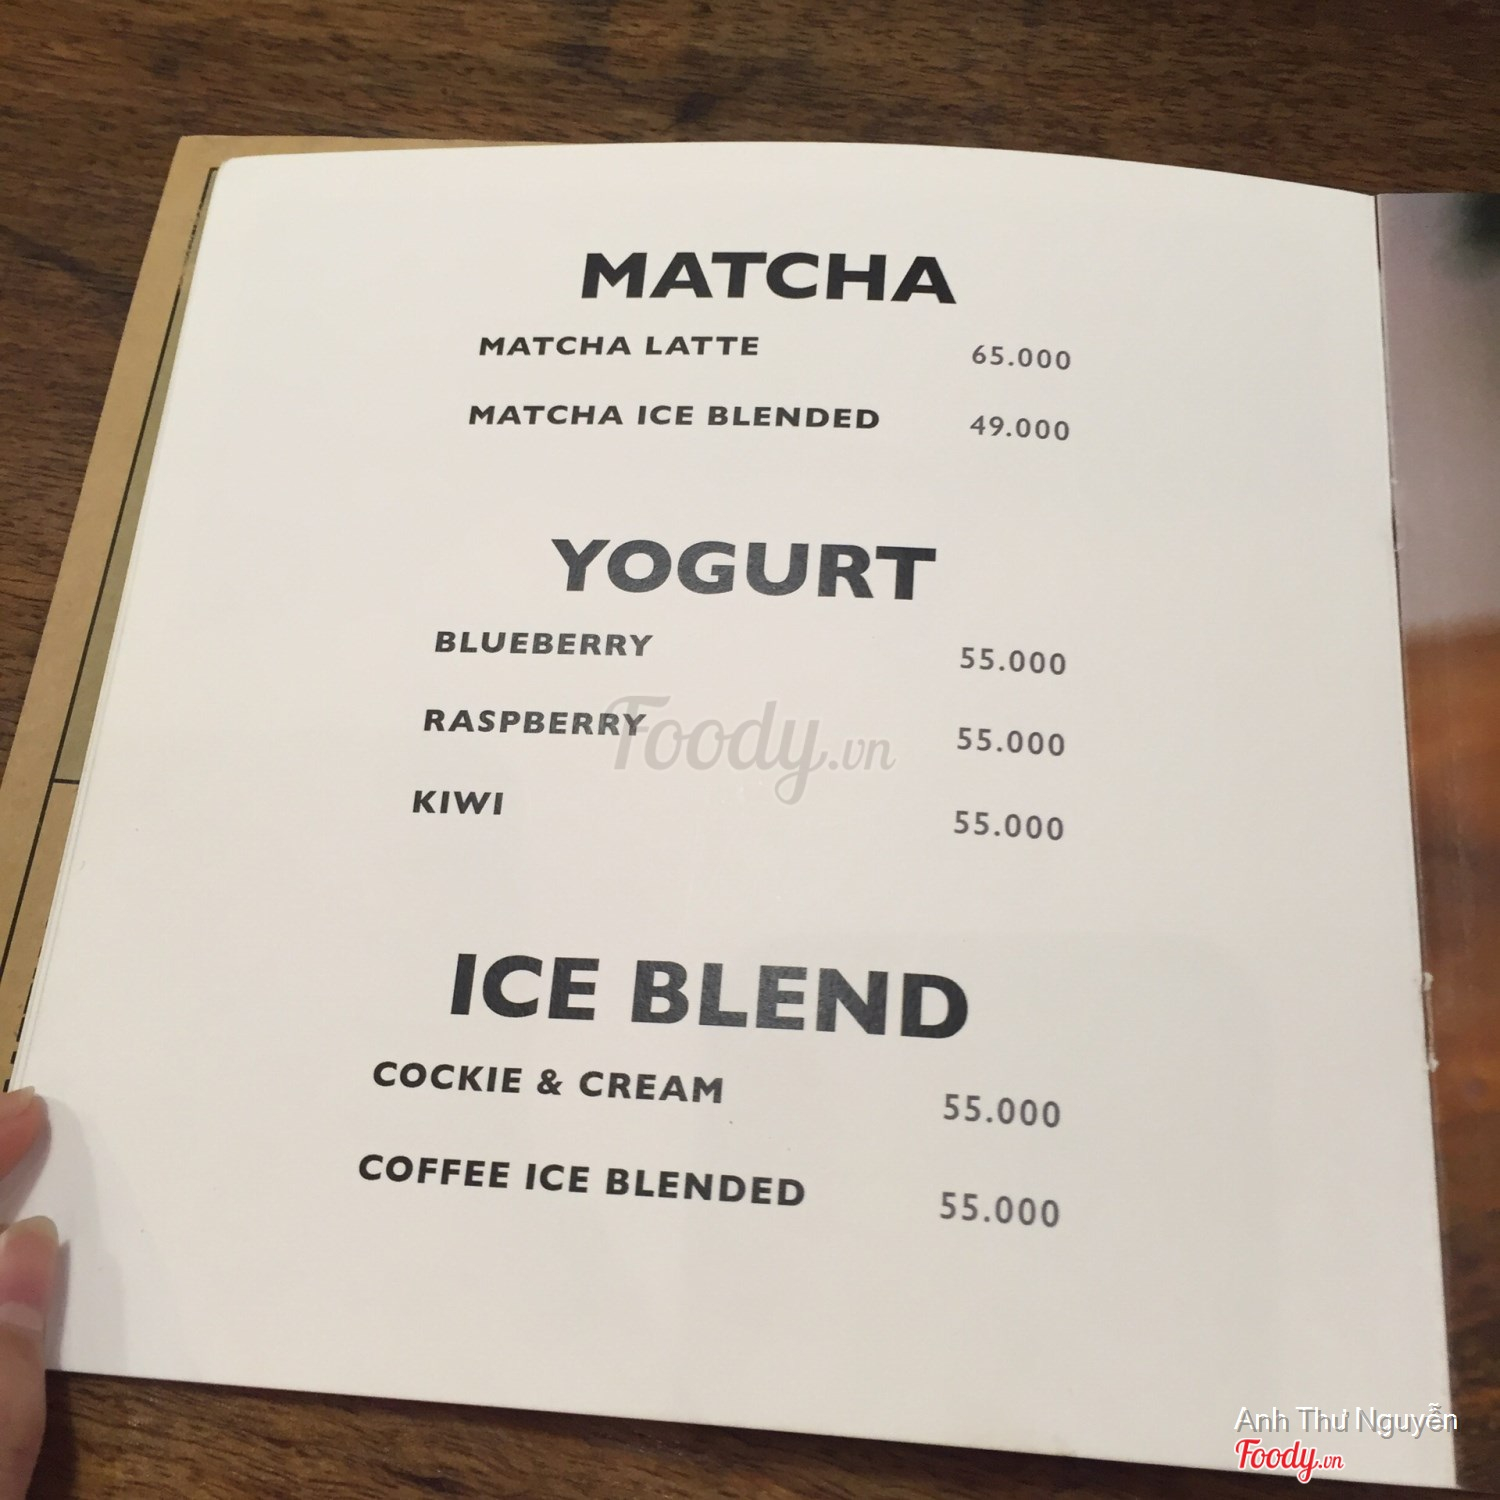 MATCHA
MATCHA LATTE 65.000
MATCHA ICE BLENDED 49.000
YOGURT
BLUEBERRY 55.000
RASPBERRY 55.000
Foody.vn
KIWI 55.000
ICE BLEND
COCKIE & CREAM 55.000
COFFEE ICE BLENDED 55.000
Anh Thư Nguyễn
Foody.vn